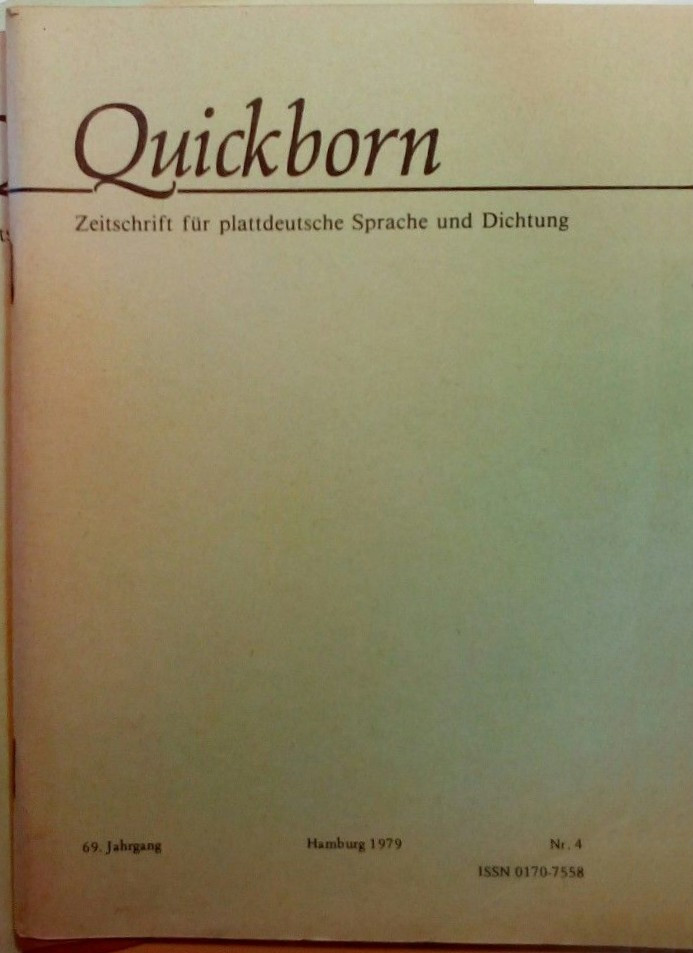 Quickborn
Zeitschrift für plattdeutsche Sprache und Dichtung
69. Jahrgang Hamburg 1979 Nr. 4
ISSN 0170-7558